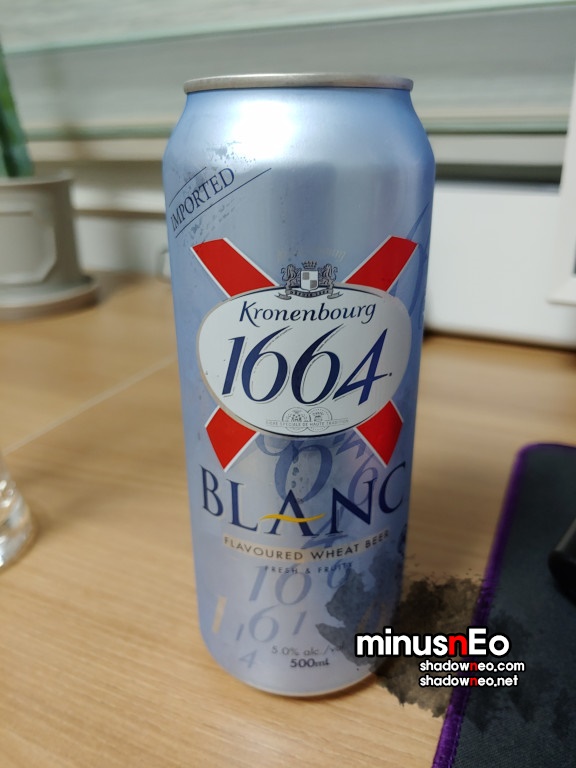 IMPORTED
Kronenbourg
1664
BLANC
FLAVOURED WHEAT BEER
FRESH & FRUITY
5.0% alc./vol
500mL
minusnEo
shadowneo.com
shadowneo.net